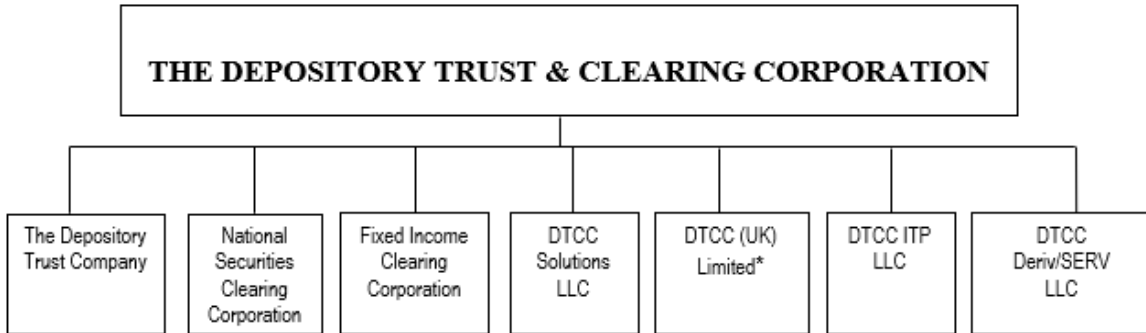 THE DEPOSITORY TRUST & CLEARING CORPORATION
The Depository
Trust Company
National
Securities
Clearing
Corporation
Fixed Income
Clearing
Corporation
DTCC
Solutions
LLC
DTCC (UK)
Limited*
DTCC ITP
LLC
DTCC
Deriv/SERV
LLC